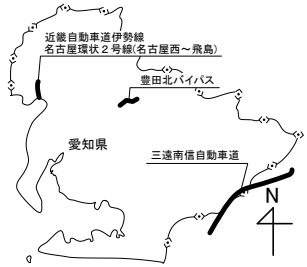 近畿自動車道伊勢線
名古屋環状2号線(名古屋西~飛島)
豊田北バイパス
愛知県
三遠南信自動車道
N